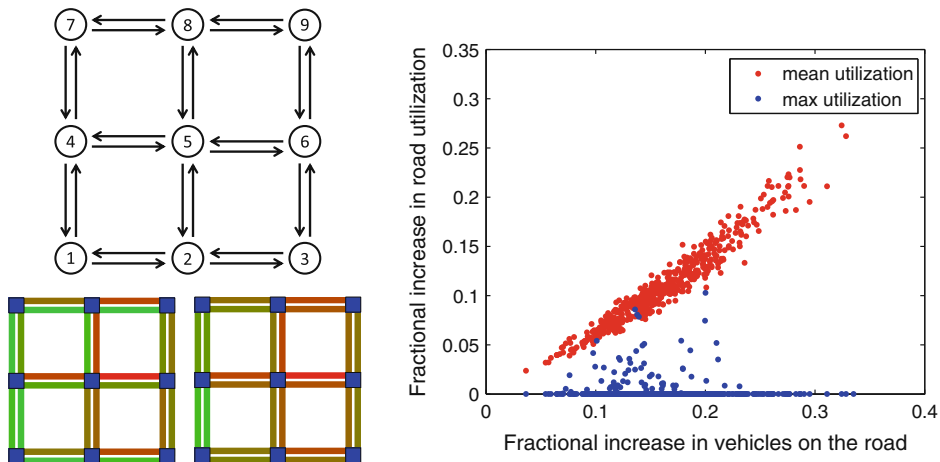 7 8 9
4 5 6
1 2 3
Fractional increase in road utilization
0.35
0.3
0.25
0.2
0.15
0.1
0.05
0
mean utilization
max utilization
0 0.1 0.2 0.3 0.4
Fractional increase in vehicles on the road